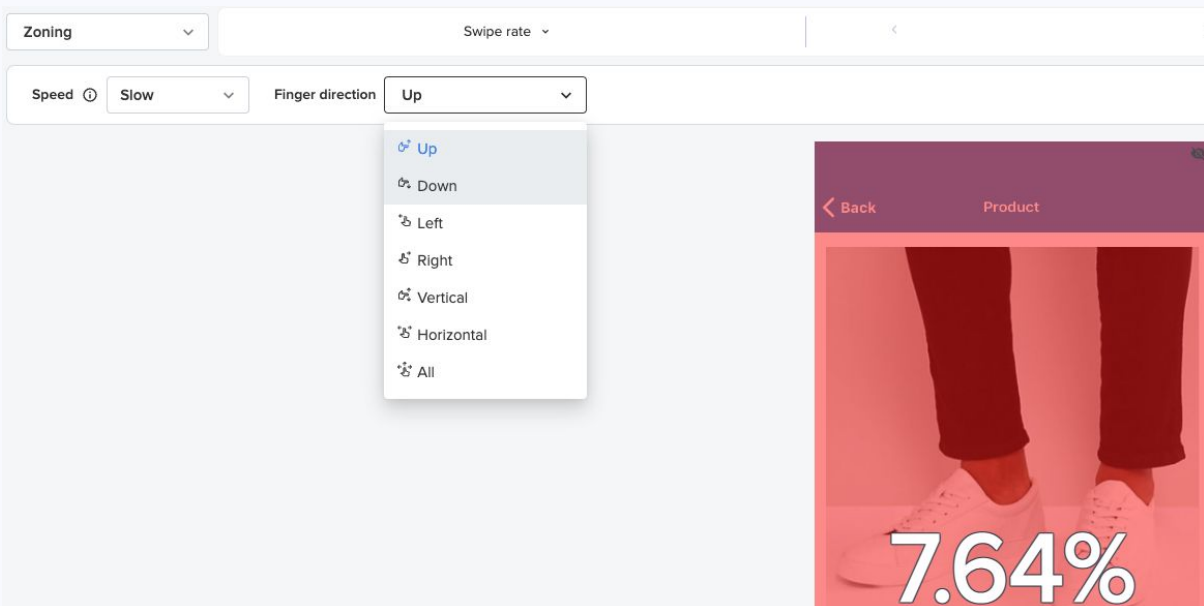 Zoning
Swipe rate
Speed
Slow
Finger direction
Up
Up
Down
Left
Right
Vertical
Horizontal
All
Back
Product
7.64%